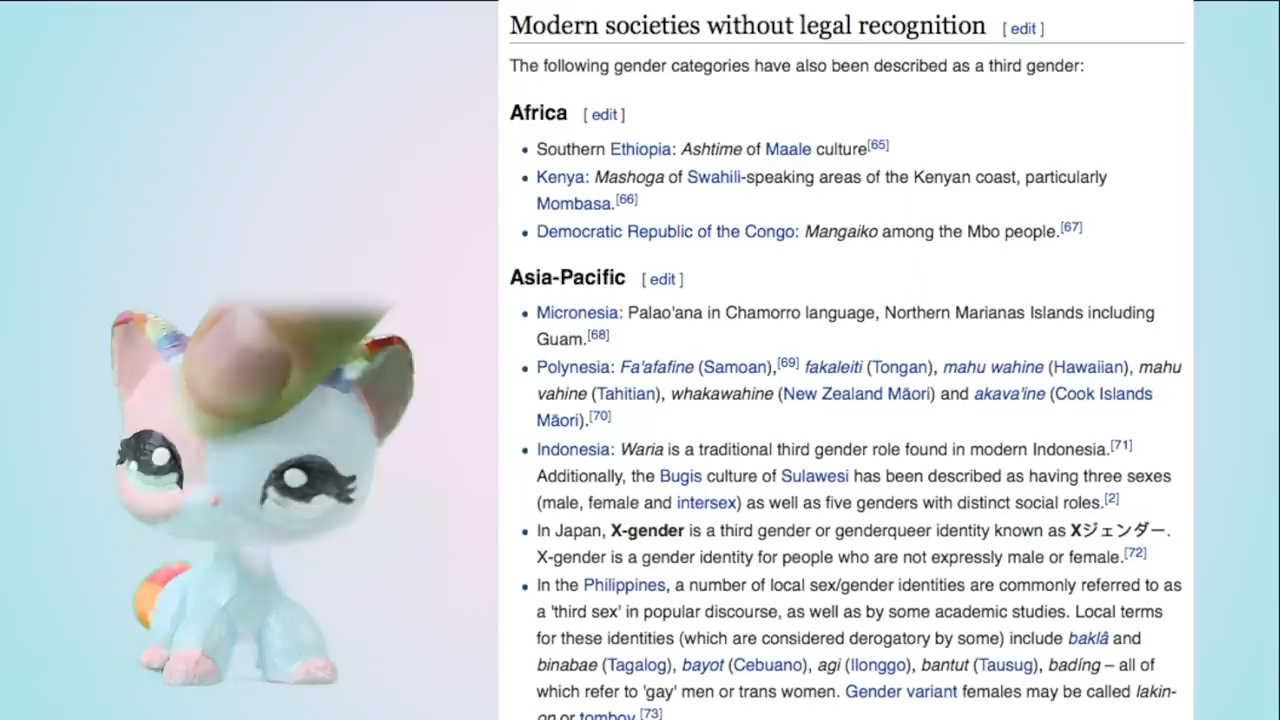 Modern societies without legal recognition [ edit ]
The following gender categories have also been described as a third gender:
Africa [ edit ]
• Southern Ethiopia: Ashtime of Maale culture[65]
• Kenya: Mashoga of Swahili-speaking areas of the Kenyan coast, particularly
Mombasa.[66]
• Democratic Republic of the Congo: Mangaiko among the Mbo people.[67]
Asia-Pacific [ edit ]
• Micronesia: Palao'ana in Chamorro language, Northern Marianas Islands including
Guam.[68]
• Polynesia: Fa'afafine (Samoan),[69] fakaleiti (Tongan), mahu wahine (Hawaiian), mahu
vahine (Tahitian), whakawahine (New Zealand Māori) and akava'ine (Cook Islands
Māori).[70]
• Indonesia: Waria is a traditional third gender role found in modern Indonesia.[71]
Additionally, the Bugis culture of Sulawesi has been described as having three sexes
(male, female and intersex) as well as five genders with distinct social roles.[2]
• In Japan, X-gender is a third gender or genderqueer identity known as Xジェンダー.
X-gender is a gender identity for people who are not expressly male or female.[72]
• In the Philippines, a number of local sex/gender identities are commonly referred to as
a 'third sex' in popular discourse, as well as by some academic studies. Local terms
for these identities (which are considered derogatory by some) include baklâ and
binabae (Tagalog), bayot (Cebuano), agi (Ilonggo), bantut (Tausug), badíng – all of
which refer to 'gay' men or trans women. Gender variant females may be called lakin-
on or tomboy.[73]